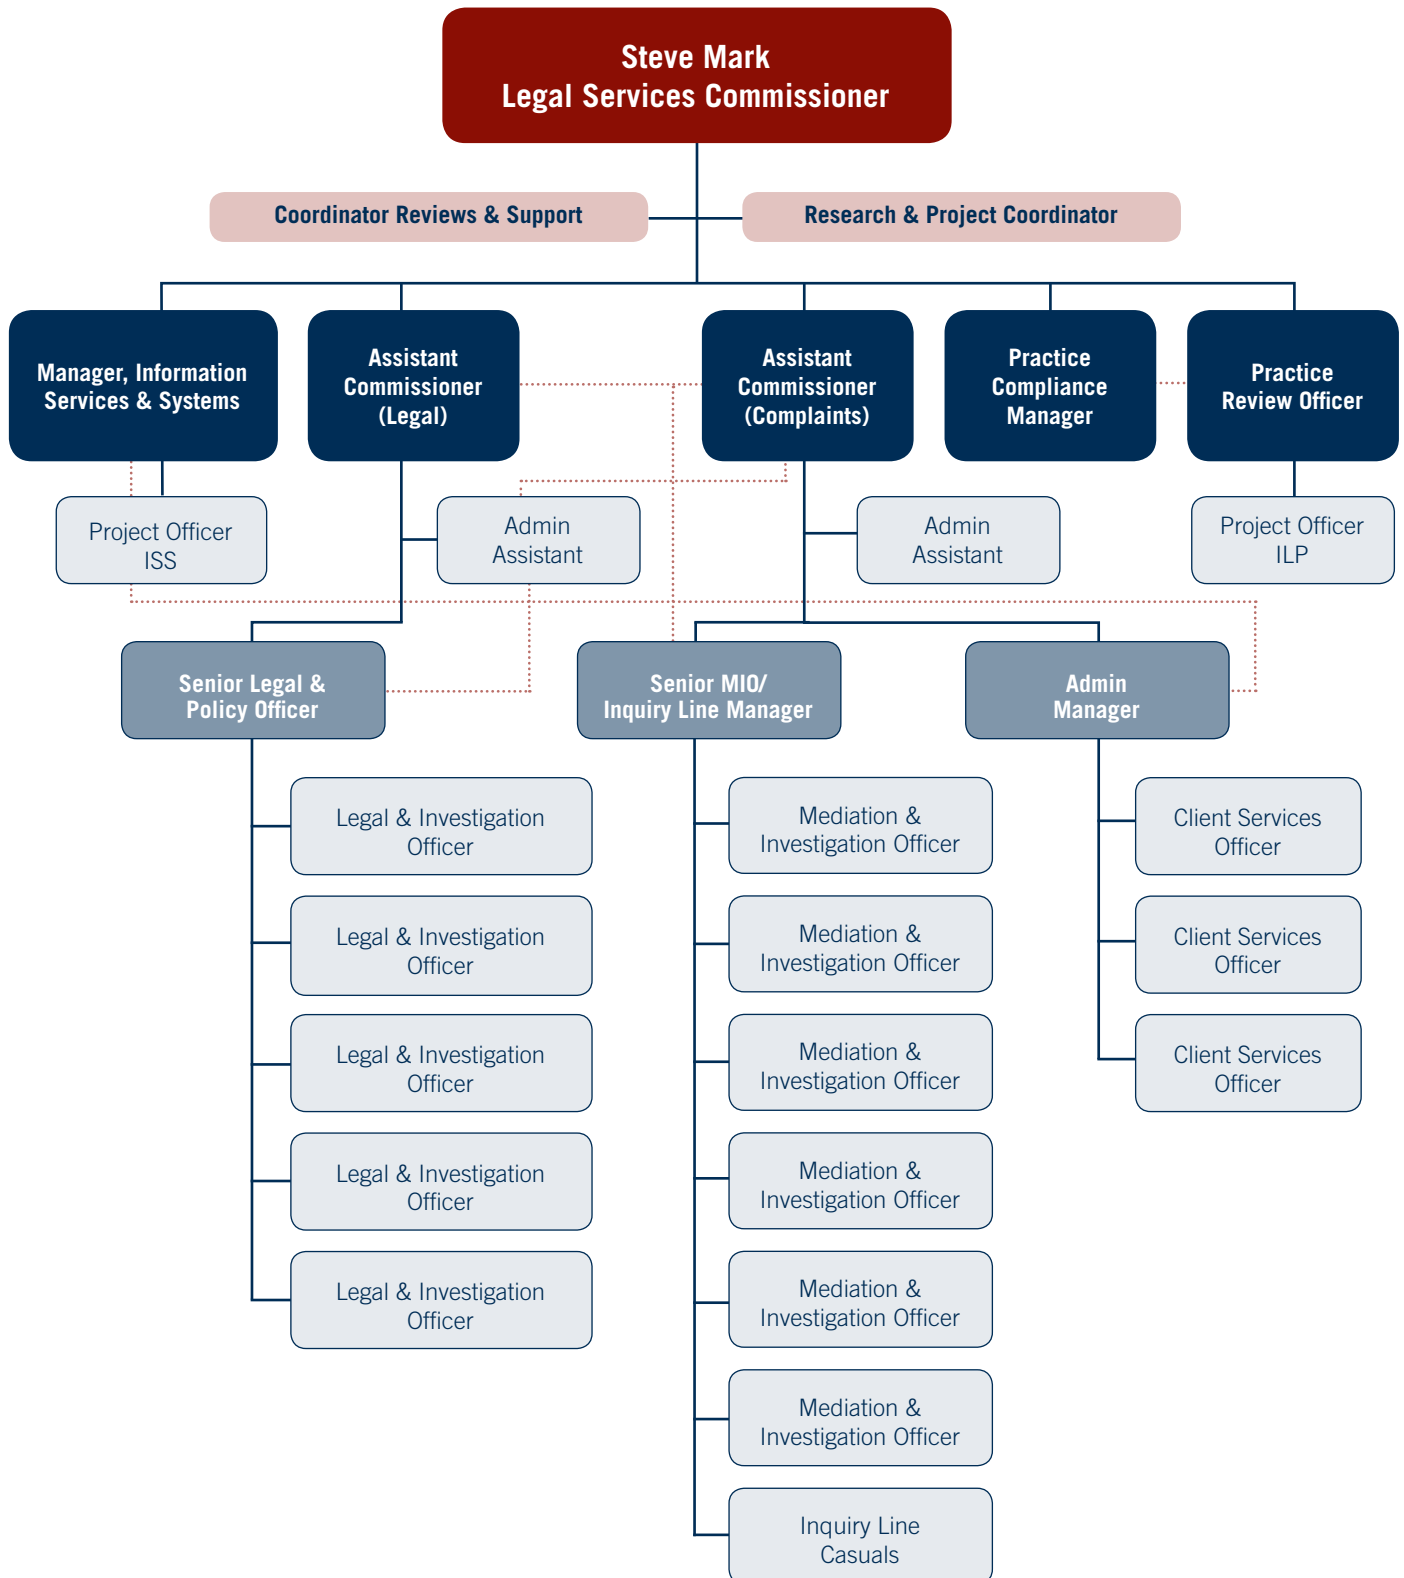 Steve Mark
Legal Services Commissioner
Coordinator Reviews & Support
Research & Project Coordinator
Manager, Information
Services & Systems
Assistant
Commissioner
(Legal)
Assistant
Commissioner
(Complaints)
Practice
Compliance
Manager
Practice
Review Officer
Project Officer
ISS
Admin
Assistant
Admin
Assistant
Project Officer
ILP
Senior Legal &
Policy Officer
Senior MIO/
Inquiry Line Manager
Admin
Manager
Legal & Investigation
Officer
Legal & Investigation
Officer
Legal & Investigation
Officer
Legal & Investigation
Officer
Legal & Investigation
Officer
Mediation &
Investigation Officer
Mediation &
Investigation Officer
Mediation &
Investigation Officer
Mediation &
Investigation Officer
Mediation &
Investigation Officer
Mediation &
Investigation Officer
Inquiry Line
Casuals
Client Services
Officer
Client Services
Officer
Client Services
Officer